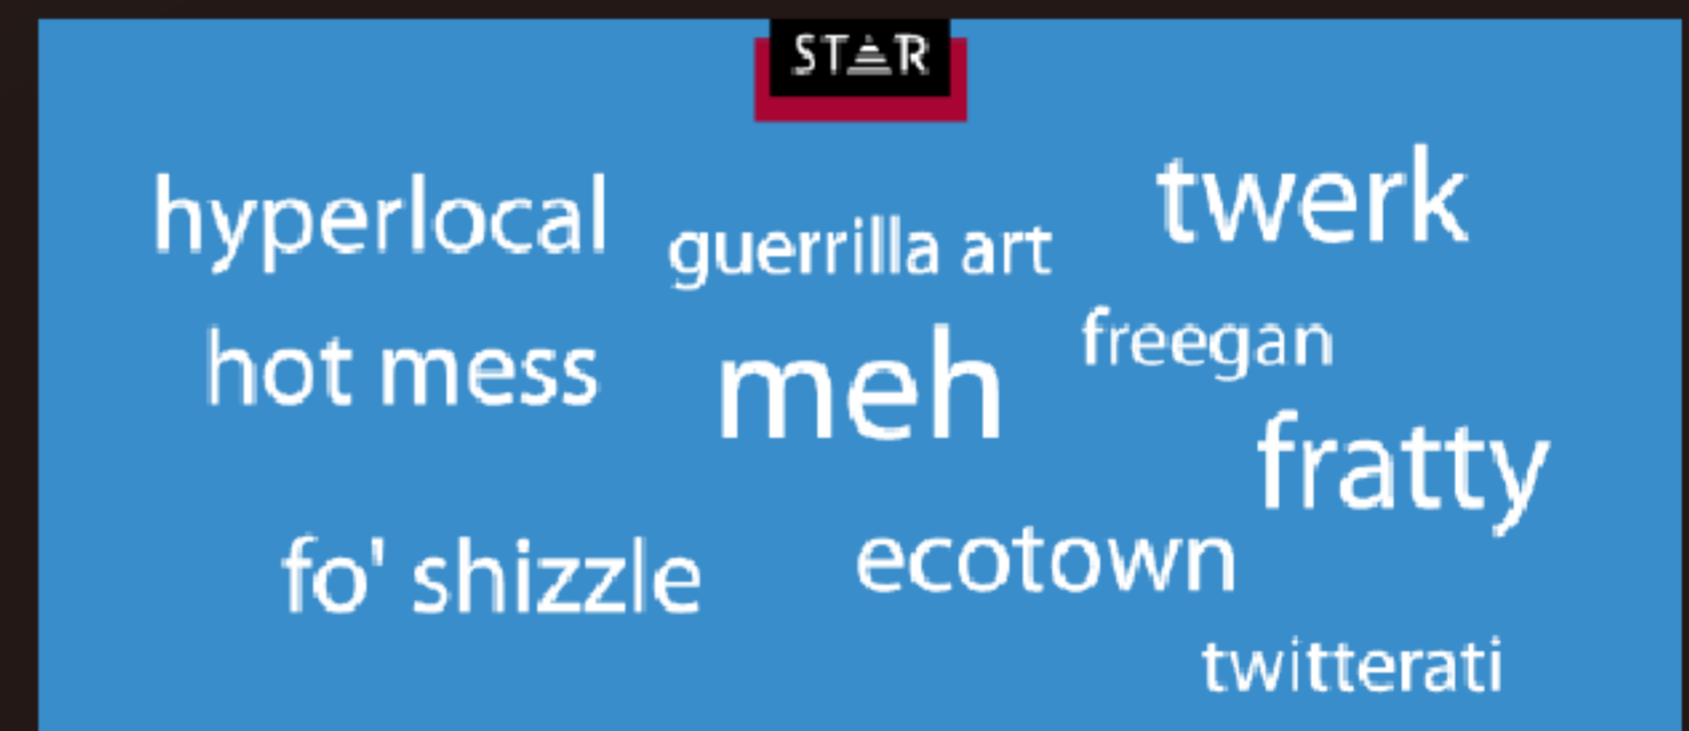 STAR
hyperlocal
guerrilla art
twerk
hot mess
meh
freegan
fratty
fo' shizzle
ecotown
twitterati